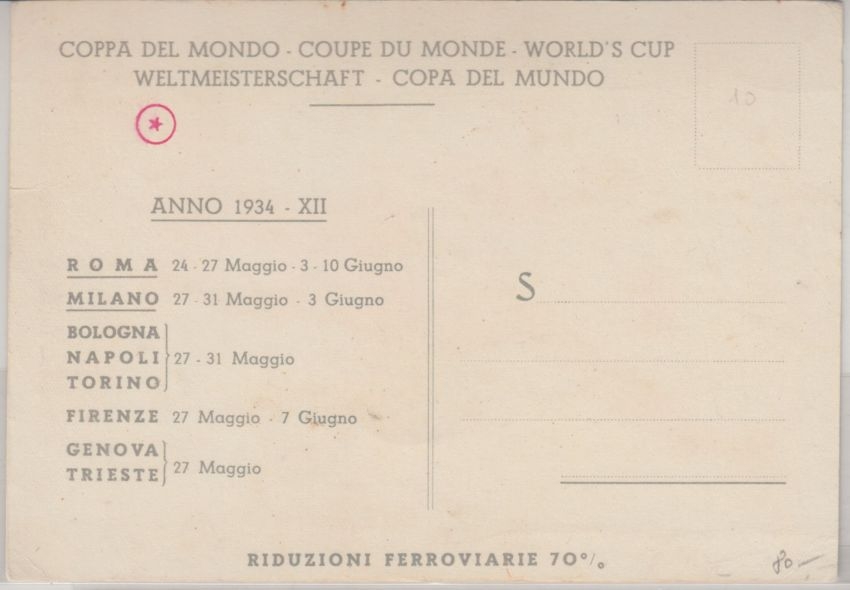 COPPA DEL MONDO - COUPE DU MONDE - WORLD'S CUP
WELTMEISTERSCHAFT - COPA DEL MUNDO
10
ANNO 1934 - XII
ROMA 24 - 27 Maggio - 3 - 10 Giugno
MILANO 27 - 31 Maggio - 3 Giugno
BOLOGNA
NAPOLI 27 - 31 Maggio
TORINO
FIRENZE 27 Maggio - 7 Giugno
GENOVA
TRIESTE 27 Maggio
S
RIDUZIONI FERROVIARIE 70%
80-